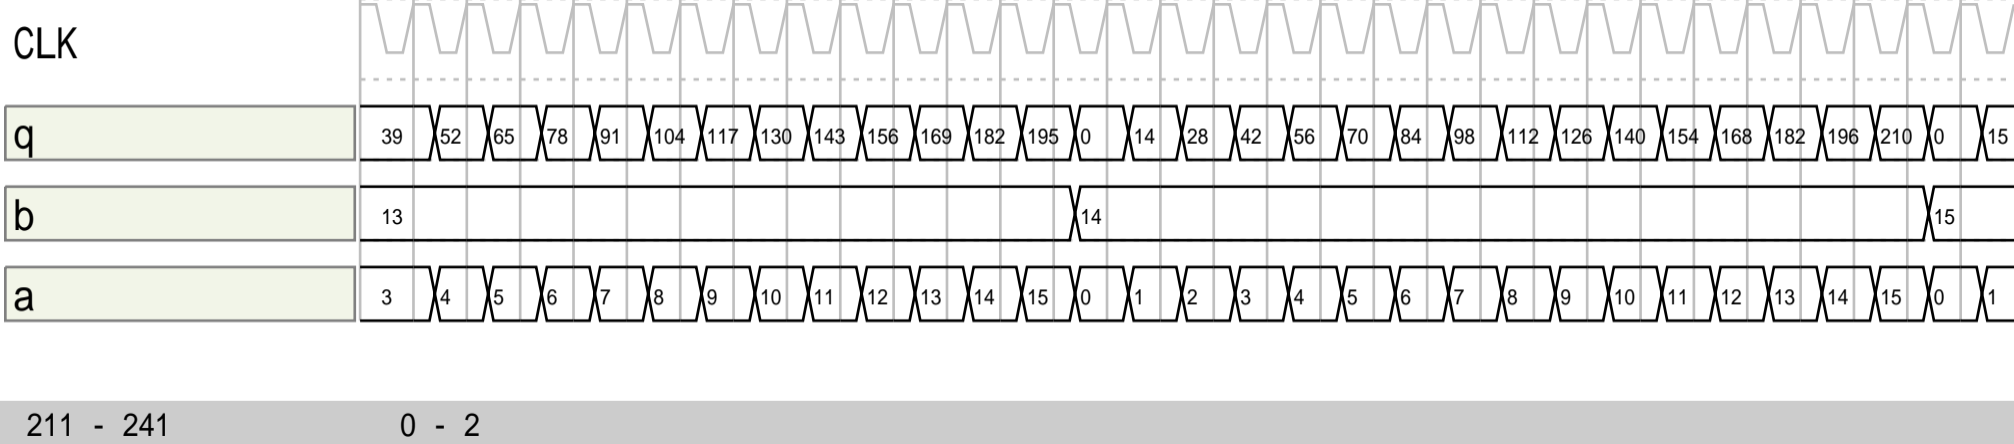 CLK
q 39 52 65 78 91 104 117 130 143 156 169 182 195 0 14 28 42 56 70 84 98 112 126 140 154 168 182 196 210 0 15
b 13 14 15
a 3 4 5 6 7 8 9 10 11 12 13 14 15 0 1 2 3 4 5 6 7 8 9 10 11 12 13 14 15 0 1
211 - 241 0 - 2